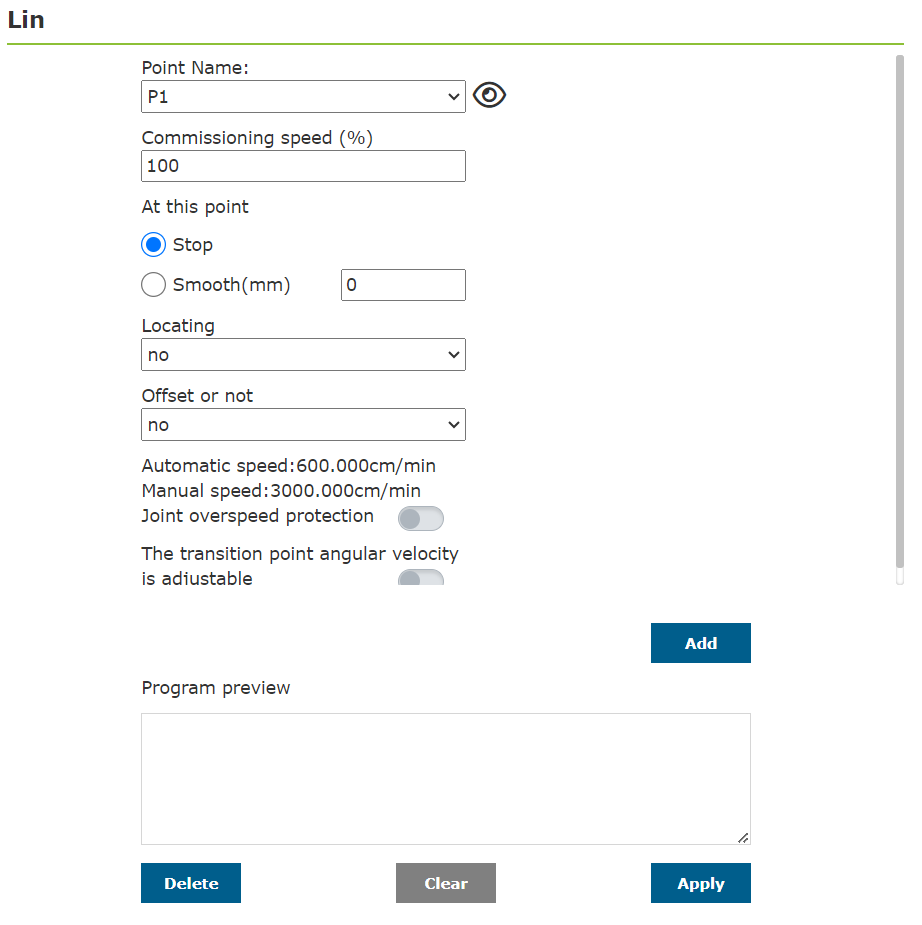 Lin
Point Name:
P1
Commissioning speed (%)
100
At this point
Stop
Smooth(mm) 0
Locating
no
Offset or not
no
Automatic speed:600.000cm/min
Manual speed:3000.000cm/min
Joint overspeed protection
The transition point angular velocity
is adjustable
Add
Program preview
Delete Clear Apply